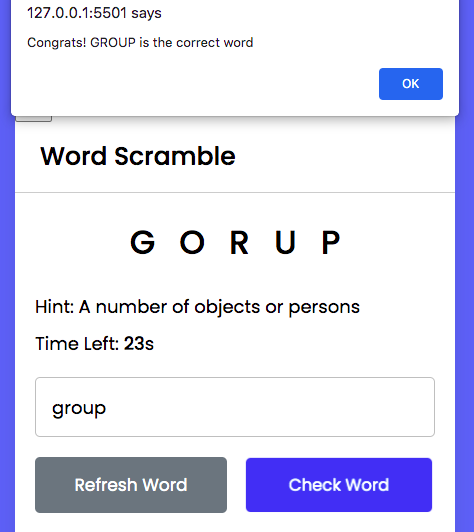 127.0.0.1:5501 says
Congrats! GROUP is the correct word
OK
Word Scramble
G O R U P
Hint: A number of objects or persons
Time Left: 23s
group
Refresh Word Check Word